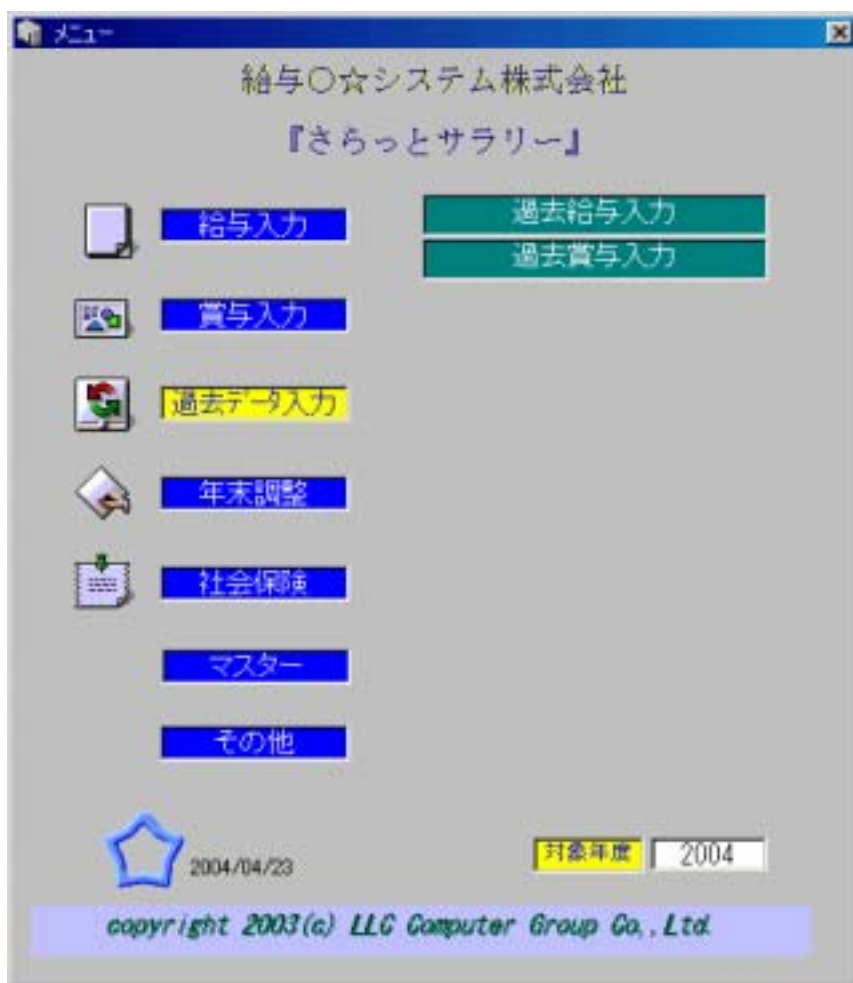 メニュー
給与○☆システム株式会社
『さらっとサラリー』
給与入力
過去給与入力
過去賞与入力
賞与入力
過去データ入力
年末調整
社会保険
マスター
その他
2004/04/23
対象年度 2004
copyright 2003(c) LLC Computer Group Co,.Ltd.